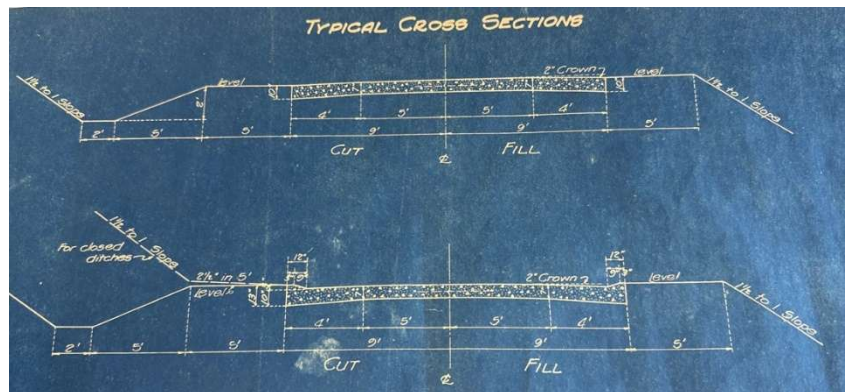 TYPICAL CROSS SECTIONS
1½ to 1 Slope
level
2" Crown
level
1½ to 1 Slope
2'
4' 5' 5' 4'
2' 5' 5' 9' 9' 5'
CUT FILL
℄
1½ to 1 Slope
For closed ditches
2½" in 5'
12" 12"
level
2" Crown
level
1½ to 1 Slope
4' 5' 5' 4'
2' 5' 5' 9' 9' 5'
CUT FILL
℄